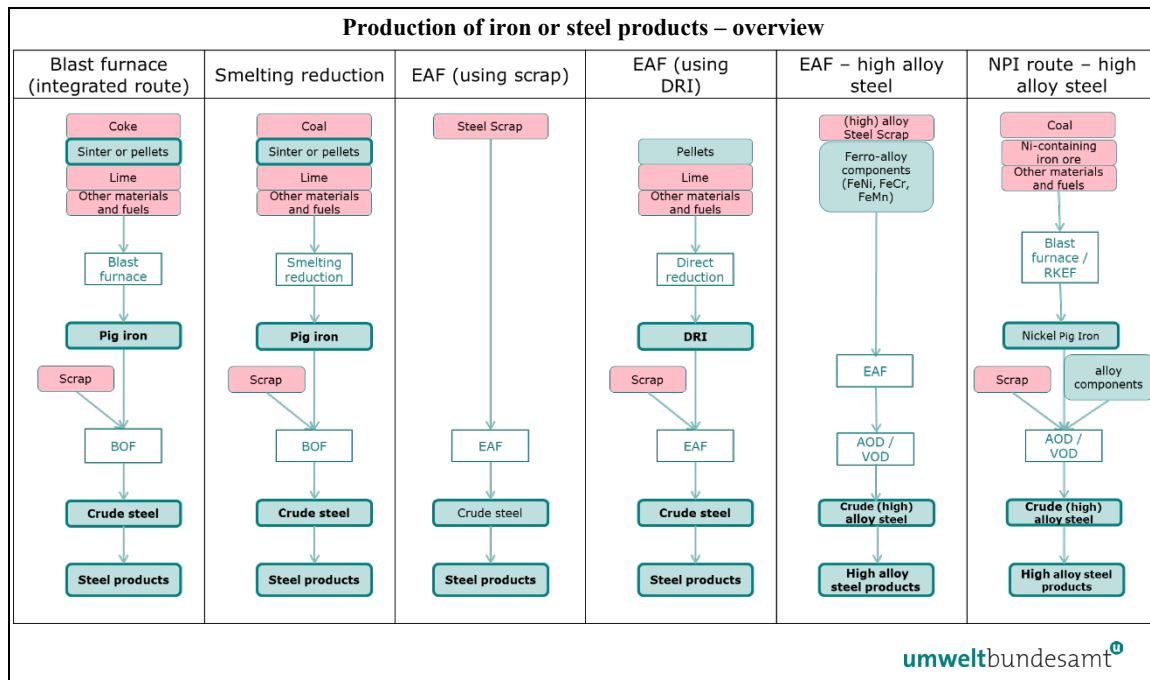 Production of iron or steel products – overview
Blast furnace
(integrated route)
Coke
Sinter or pellets
Lime
Other materials
and fuels
Blast
furnace
Pig iron
Scrap
BOF
Crude steel
Steel products
Smelting reduction
Coal
Sinter or pellets
Lime
Other materials
and fuels
Smelting
reduction
Pig iron
Scrap
BOF
Crude steel
Steel products
EAF (using scrap)
Steel Scrap
EAF
Crude steel
Steel products
EAF (using
DRI)
Pellets
Lime
Other materials
and fuels
Direct
reduction
DRI
Scrap
EAF
Crude steel
Steel products
EAF – high alloy
steel
(high) alloy
Steel Scrap
Ferro-alloy
components
(FeNi, FeCr,
FeMn)
EAF
AOD /
VOD
Crude (high)
alloy steel
High alloy
steel products
NPI route – high
alloy steel
Coal
Ni-containing
iron ore
Other materials
and fuels
Blast
furnace /
RKEF
Nickel Pig Iron
Scrap
alloy
components
AOD /
VOD
Crude (high)
alloy steel
High alloy steel
products
umweltbundesamt u